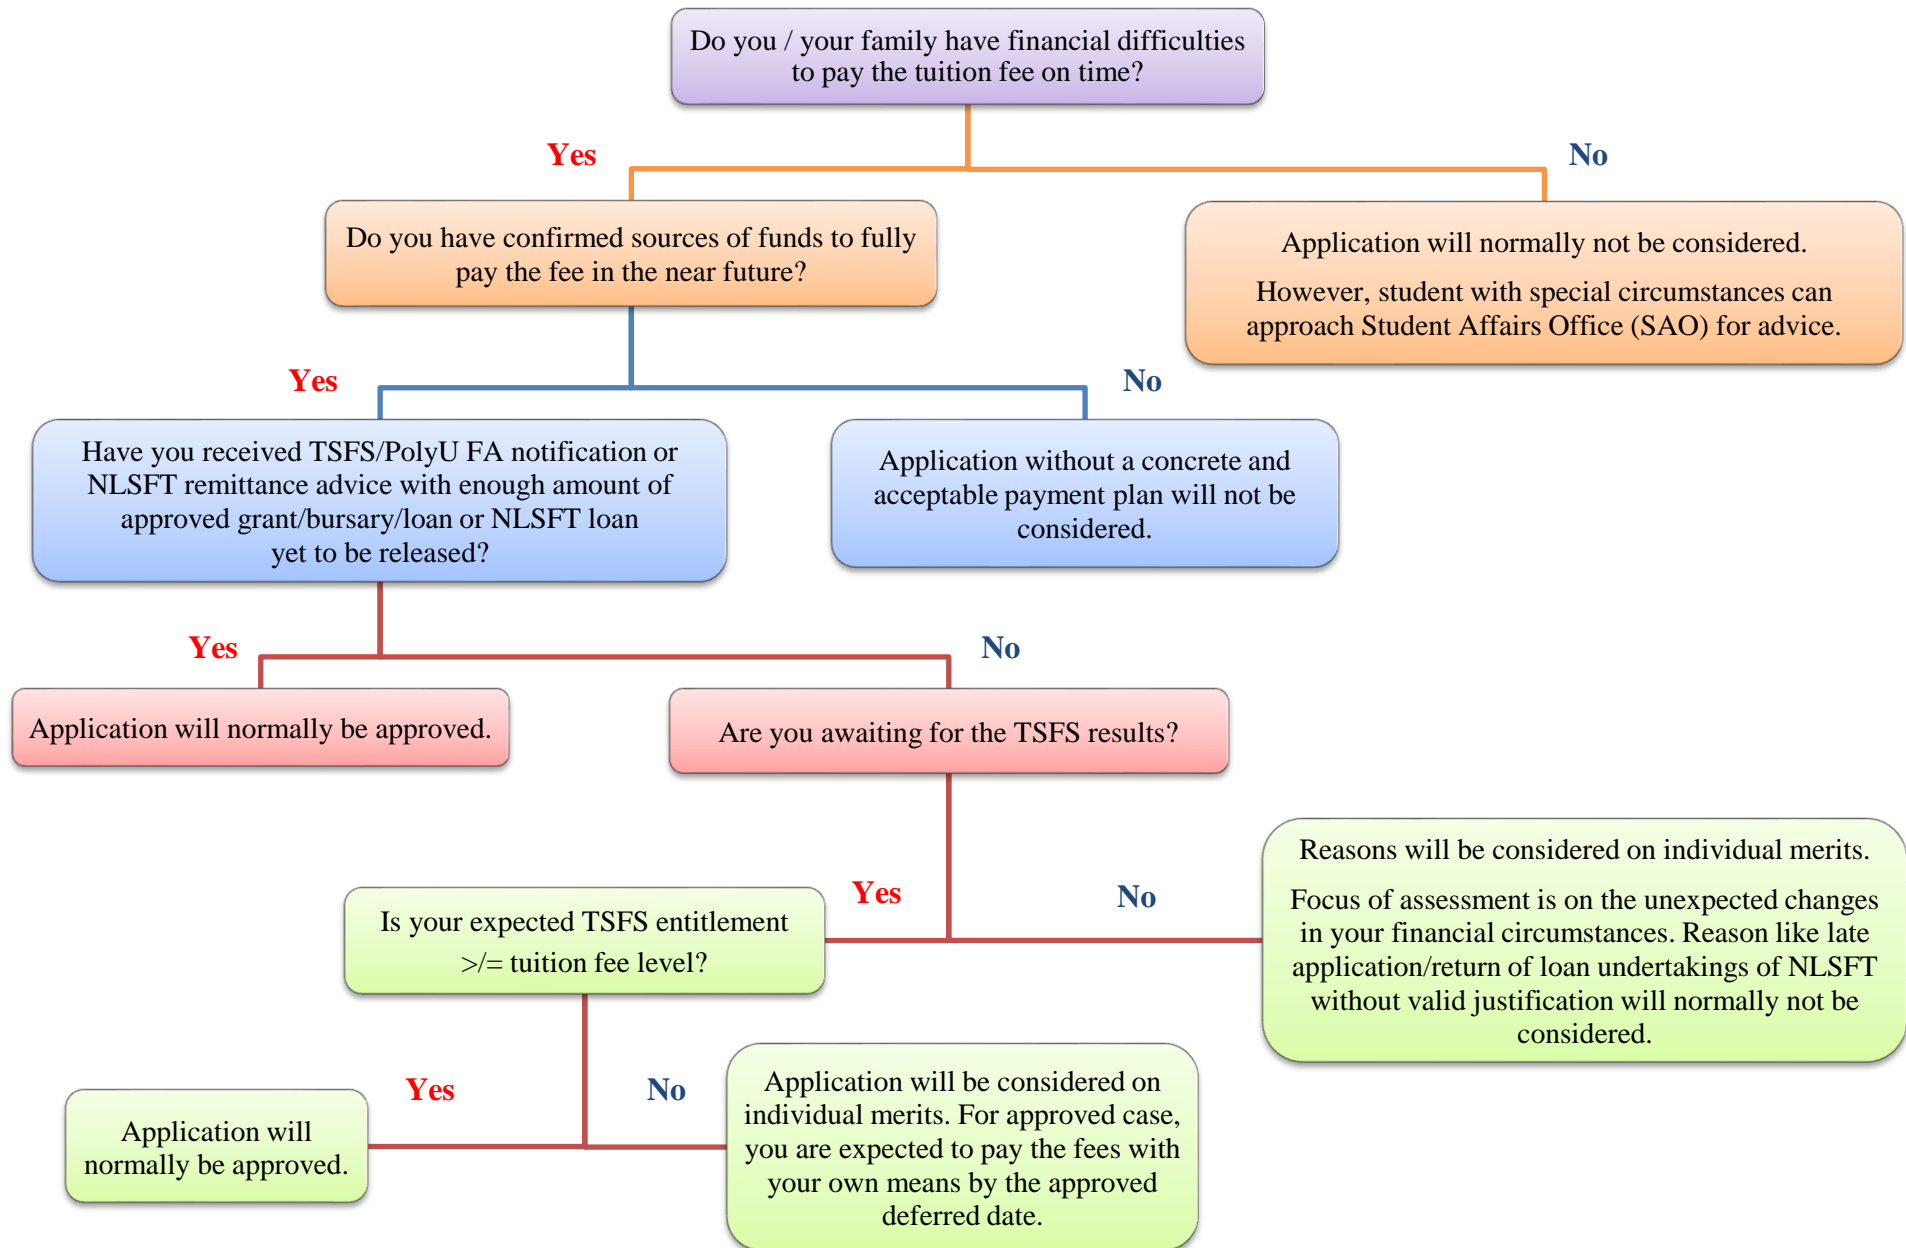 Do you / your family have financial difficulties
to pay the tuition fee on time?
Yes
No
Do you have confirmed sources of funds to fully
pay the fee in the near future?
Application will normally not be considered.
However, student with special circumstances can
approach Student Affairs Office (SAO) for advice.
Yes
No
Have you received TSFS/PolyU FA notification or
NLSFT remittance advice with enough amount of
approved grant/bursary/loan or NLSFT loan
yet to be released?
Application without a concrete and
acceptable payment plan will not be
considered.
Yes
No
Application will normally be approved.
Are you awaiting for the TSFS results?
Yes
No
Is your expected TSFS entitlement
>/= tuition fee level?
Reasons will be considered on individual merits.
Focus of assessment is on the unexpected changes
in your financial circumstances. Reason like late
application/return of loan undertakings of NLSFT
without valid justification will normally not be
considered.
Yes
No
Application will
normally be approved.
Application will be considered on
individual merits. For approved case,
you are expected to pay the fees with
your own means by the approved
deferred date.